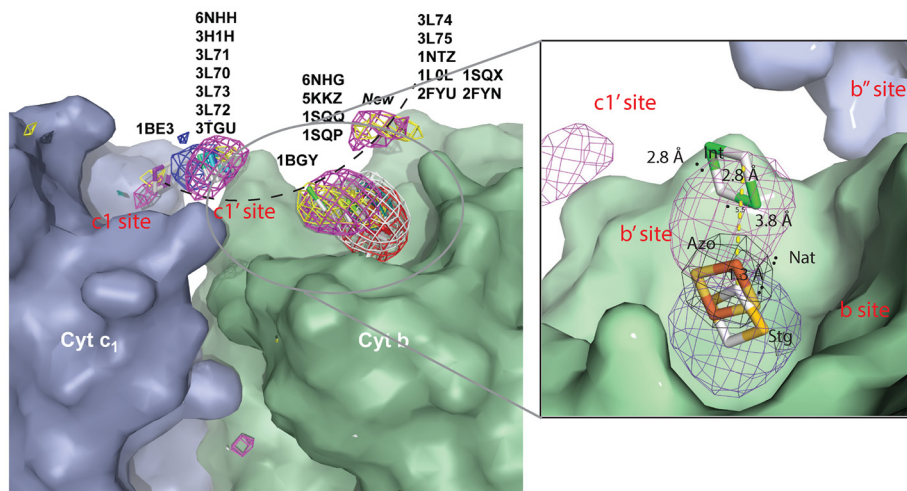 6NHH
3H1H
3L71
3L70
3L73
3L72
3TGU
1BE3
6NHG
5KKZ
1SQQ
1SQP
1BGY
New
3L74
3L75
1NTZ
1L0L 1SQX
2FYU 2FYN
c1 site
c1' site
Cyt c1
Cyt b
c1' site
b'' site
2.8 Å
Int
2.8 Å
3.8 Å
b' site
Azo
Nat
1.3 Å
b site
Stg